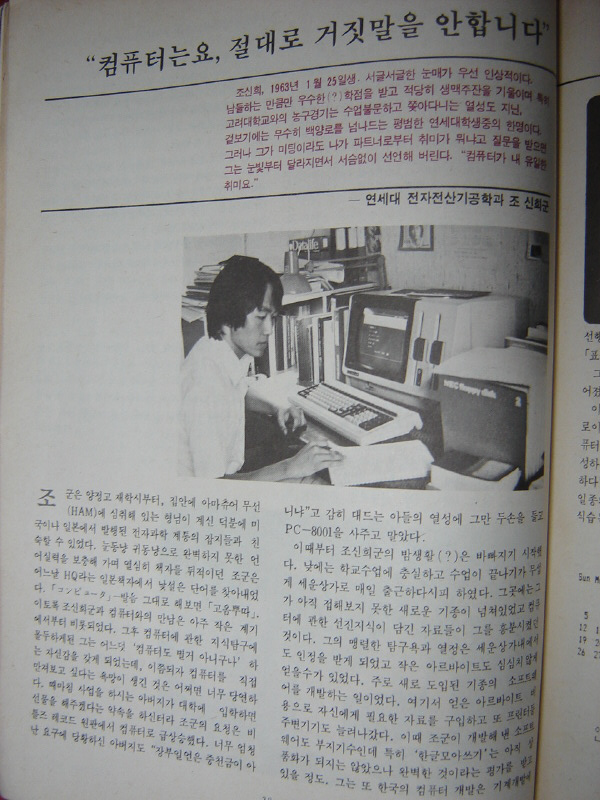 “컴퓨터는요, 절대로 거짓말을 안합니다”
조신희, 1963년 1월 25일생. 서글서글한 눈매가 우선 인상적이다.
남들하는 만큼만 우수한(?)학점을 받고 적당히 생맥주잔을 기울이며 특히
고려대학교와의 농구경기는 수업불문하고 쫓아다니는 열성도 지닌,
겉보기에는 우수히 백양로를 넘나드는 평범한 연세대학생중의 한명이다.
그러나 그가 미팅이라도 나가 파트너로부터 취미가 뭐냐고 질문을 받으면
그는 눈빛부터 달라지면서 서슴없이 선언해 버린다. “컴퓨터가 내 유일한
취미요.”
— 연세대 전자전산기공학과 조 신희군
Datalife
NEC floppy disk
2
조 군은 양정고 재학시부터, 집안에 아마츄어 무선
(HAM)에 심취해 있는 형님이 계신 덕분에 미
국이나 일본에서 발행된 전자과학 계통의 잡지들과 친
숙할 수 있었다. 눈동냥 귀동냥으로 완벽하지 못한 언
어실력을 보충해 가며 열심히 책자를 뒤적이던 조군은
어느날 HQ라는 일본책자에서 낯설은 단어를 찾아내었
다. 「コンピュータ」—발음 그대로 해보면 「고음뿌따」.
이토록 조신희군과 컴퓨터와의 만남은 아주 작은 계기
에서부터 비롯되었다. 그후 컴퓨터에 관한 지식탐구에
몰두하게된 그는 어느덧 ‘컴퓨터도 별거 아니구나’ 하
는 자신감을 갖게 되었는데, 이쯤되자 컴퓨터를 직접
만져보고 싶다는 욕망이 생긴 것은 어쩌면 너무 당연하
다. 때마침 사업을 하시는 아버지가 대학에 입학하면
선물을 해주겠다는 약속을 하신터라 조군의 요청은 비
틀즈 레코드 원판에서 컴퓨터로 급상승했다. 너무 엄청
난 요구에 당황하신 아버지도 “장부일언은 중천금이 아
니냐”고 감히 대드는 아들의 열성에 그만 두손을 들고
PC—8001을 사주고 말았다.
이때부터 조신희군의 밤생활(?)은 바빠지기 시작했
다. 낮에는 학교수업에 충실하고 수업이 끝나기가 무섭
게 세운상가로 매일 출근하다시피 하였다. 그곳에는 그
가 아직 접해보지 못한 새로운 기종이 넘쳐있었고 컴퓨
터에 관한 선진지식이 담긴 자료들이 그를 흥분시켰던
것이다. 그의 맹렬한 탐구욕과 열정은 세운상가내에서
도 인정을 받게 되었고 작은 아르바이트도 심심치 않게
얻을수가 있었다. 주로 새로 도입된 기종의 소프트웨
어를 개발하는 일이었다. 여기서 얻은 아르바이트 비
용으로 자신에게 필요한 자료를 구입하고 또 프린터등
주변기기도 늘려나갔다. 이때 조군이 개발해 낸 소프트
웨어도 부지기수인데 특히 ‘한글모아쓰기’는 아직 상
품화가 되지는 않았으나 완벽한 것이라는 평가를 받고
있을 정도. 그는 또 한국의 컴퓨터 개발은 기계개발에
Sun
5
12
19
26